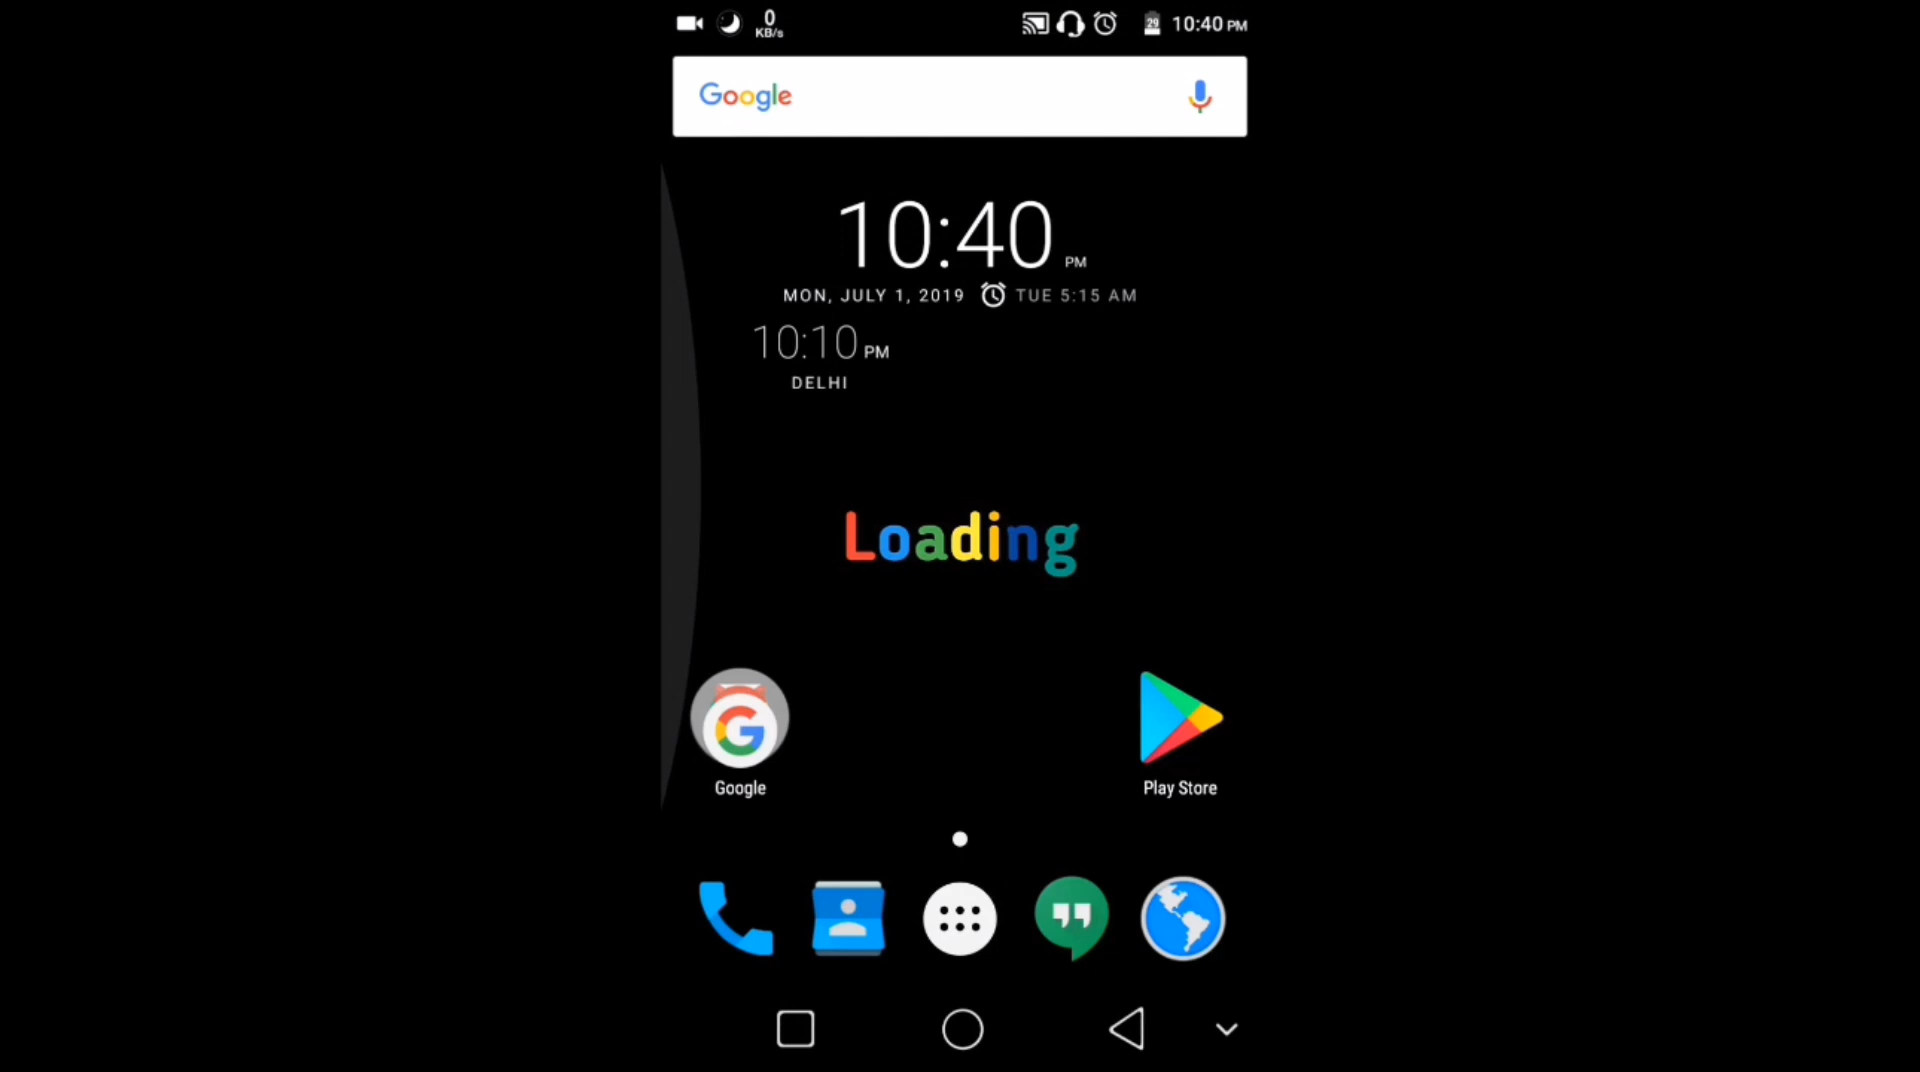 0
KB/s
29
10:40 PM
Google
10:40 PM
MON, JULY 1, 2019 TUE 5:15 AM
10:10 PM
DELHI
Loading
Google
Play Store